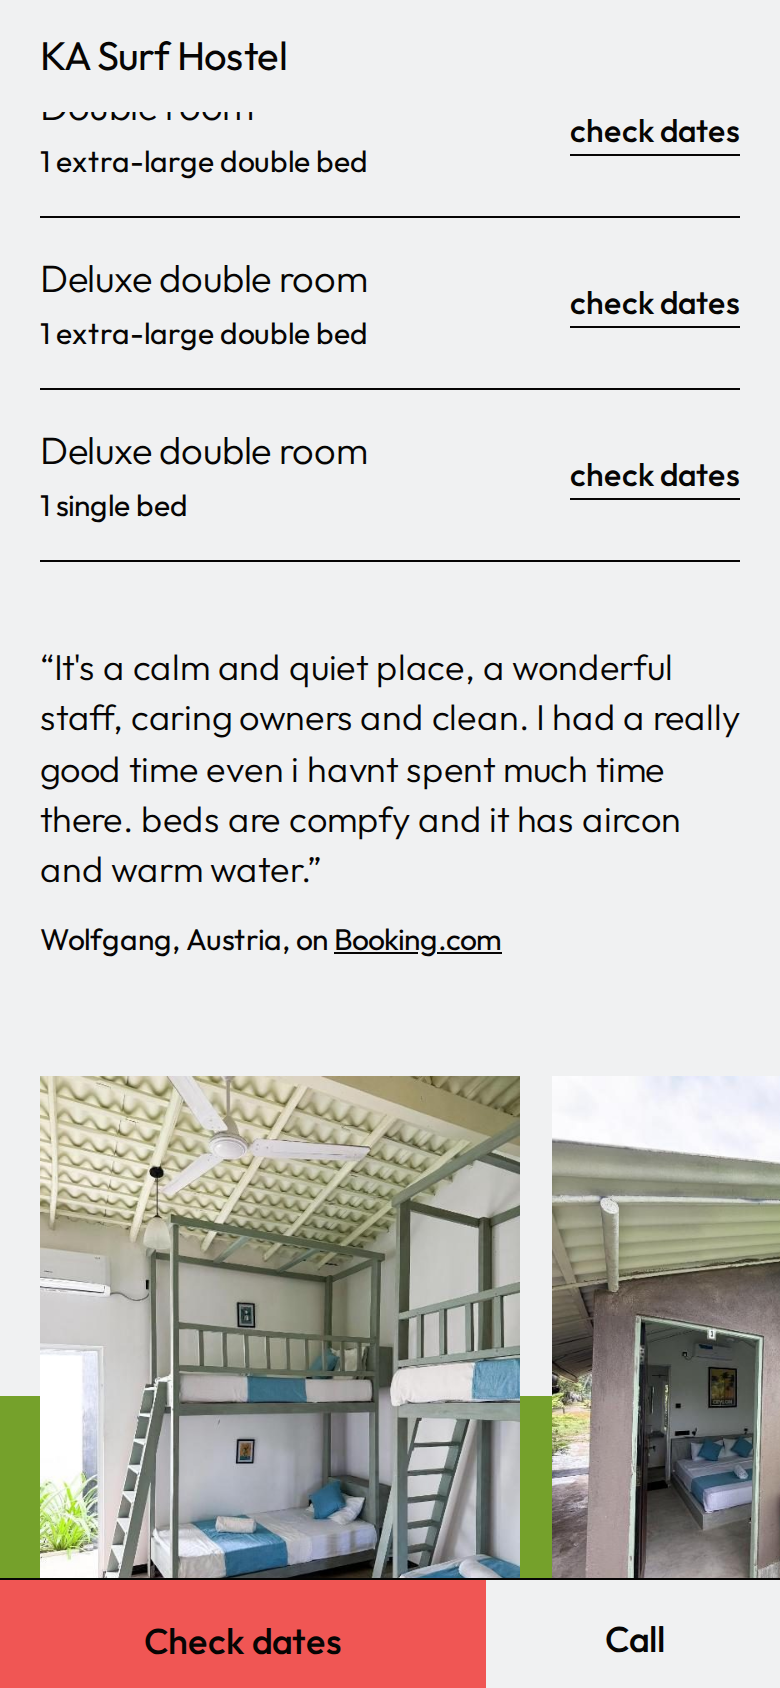 KA Surf Hostel
Double room
check dates
1 extra-large double bed
Deluxe double room
check dates
1 extra-large double bed
Deluxe double room
check dates
1 single bed
“It's a calm and quiet place, a wonderful
staff, caring owners and clean. I had a really
good time even i havnt spent much time
there. beds are compfy and it has aircon
and warm water.”
Wolfgang, Austria, on Booking.com
Check dates
Call